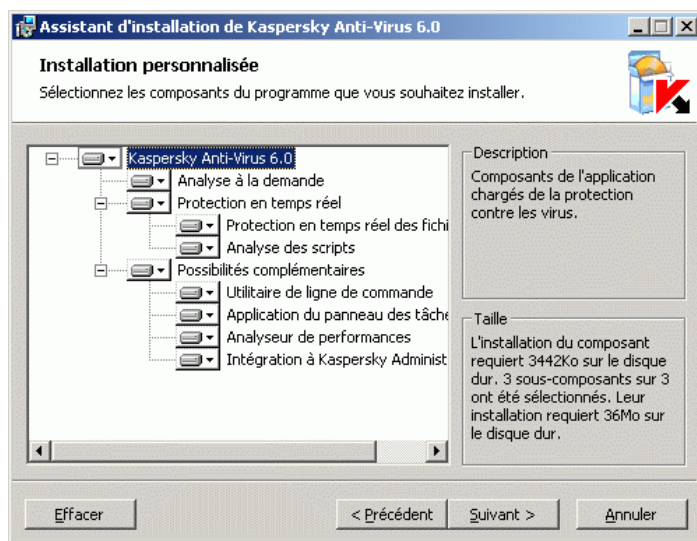 Assistant d'installation de Kaspersky Anti-Virus 6.0
Installation personnalisée
Sélectionnez les composants du programme que vous souhaitez installer.
Kaspersky Anti-Virus 6.0
Analyse à la demande
Protection en temps réel
Protection en temps réel des fichi
Analyse des scripts
Possibilités complémentaires
Utilitaire de ligne de commande
Application du panneau des tâche
Analyseur de performances
Intégration à Kaspersky Administ
Description
Composants de l'application
chargés de la protection
contre les virus.
Taille
L'installation du composant
requiert 3442Ko sur le disque
dur. 3 sous-composants sur 3
ont été sélectionnés. Leur
installation requiert 36Mo sur
le disque dur.
Effacer
< Précédent
Suivant >
Annuler